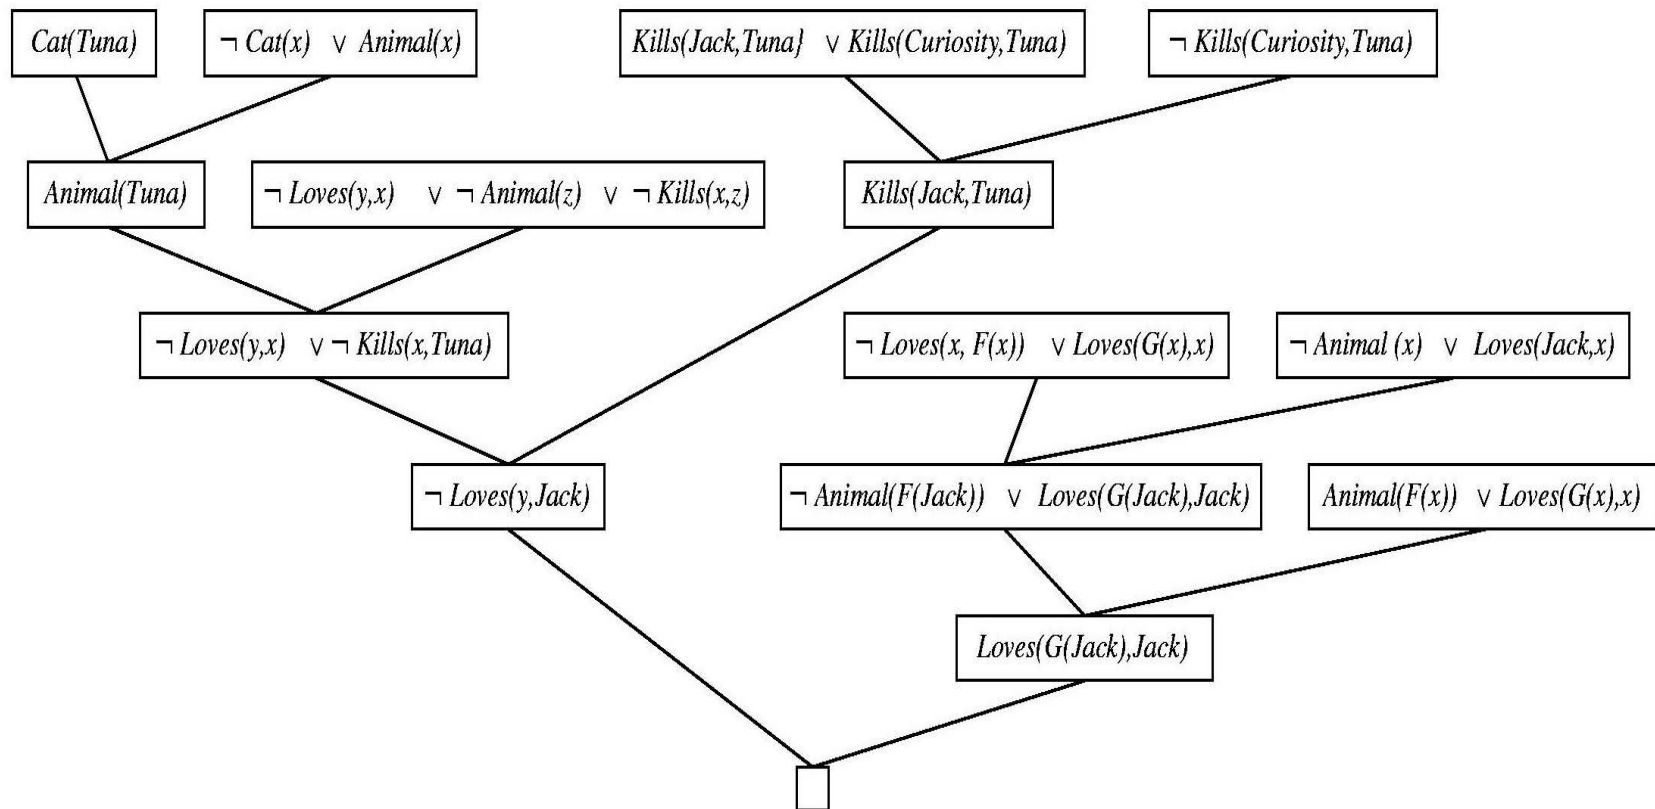 Cat(Tuna)
¬ Cat(x) ∨ Animal(x)
Kills(Jack,Tuna} ∨ Kills(Curiosity,Tuna)
¬ Kills(Curiosity,Tuna)
Animal(Tuna)
¬ Loves(y,x) ∨ ¬ Animal(z) ∨ ¬ Kills(x,z)
Kills(Jack,Tuna)
¬ Loves(y,x) ∨ ¬ Kills(x,Tuna)
¬ Loves(x, F(x)) ∨ Loves(G(x),x)
¬ Animal (x) ∨ Loves(Jack,x)
¬ Loves(y,Jack)
¬ Animal(F(Jack)) ∨ Loves(G(Jack),Jack)
Animal(F(x)) ∨ Loves(G(x),x)
Loves(G(Jack),Jack)